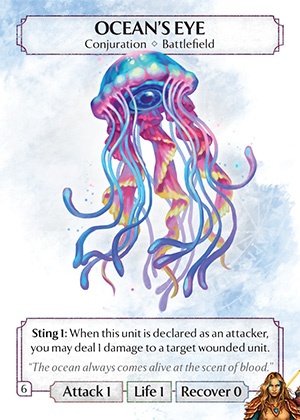 OCEAN'S EYE
Conjuration ◇ Battlefield
Sting 1: When this unit is declared as an attacker,
you may deal 1 damage to a target wounded unit.
"The ocean always comes alive at the scent of blood."
6 Attack 1 Life 1 Recover 0